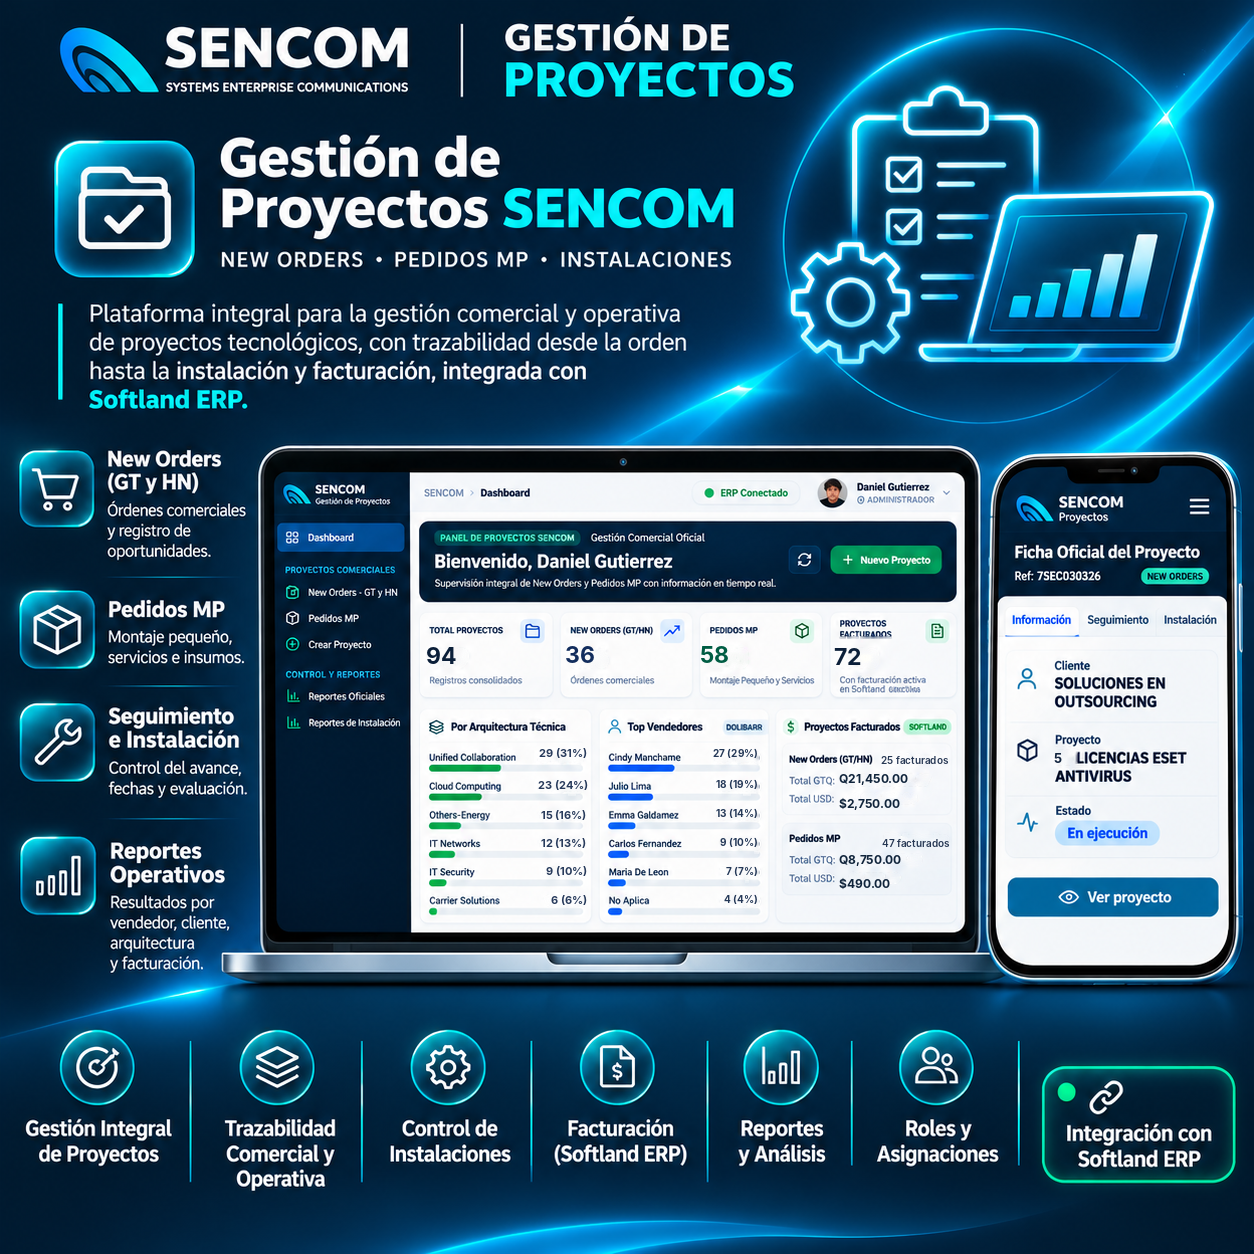 SENCOM
SYSTEMS ENTERPRISE COMMUNICATIONS
GESTIÓN DE
PROYECTOS
Gestión de
Proyectos SENCOM
NEW ORDERS • PEDIDOS MP • INSTALACIONES
Plataforma integral para la gestión comercial y operativa
de proyectos tecnológicos, con trazabilidad desde la orden
hasta la instalación y facturación, integrada con
Softland ERP.
New Orders
(GT y HN)
Órdenes comerciales
y registro de
oportunidades.
Pedidos MP
Montaje pequeño,
servicios e insumos.
Seguimiento
e Instalación
Control del avance,
fechas y evaluación.
Reportes
Operativos
Resultados por
vendedor, cliente,
arquitectura
y facturación.
SENCOM
Gestión de Proyectos
Dashboard
PROYECTOS COMERCIALES
New Orders - GT y HN
Pedidos MP
Crear Proyecto
CONTROL Y REPORTES
Reportes Oficiales
Reportes de Instalación
SENCOM > Dashboard
ERP Conectado
Daniel Gutierrez
ADMINISTRADOR
PANEL DE PROYECTOS SENCOM Gestión Comercial Oficial
Bienvenido, Daniel Gutierrez
Supervisión integral de New Orders y Pedidos MP con información en tiempo real.
+ Nuevo Proyecto
TOTAL PROYECTOS
94
Registros consolidados
NEW ORDERS (GT/HN)
36
Órdenes comerciales
PEDIDOS MP
58
Montaje Pequeño y Servicios
PROYECTOS
FACTURADOS
72
Con facturación activa
en Softland
Por Arquitectura Técnica
Unified Collaboration 29 (31%)
Cloud Computing 23 (24%)
Others-Energy 15 (16%)
IT Networks 12 (13%)
IT Security 9 (10%)
Carrier Solutions 6 (6%)
Top Vendedores DOLIBARR
Cindy Manchame 27 (29%)
Julio Lima 18 (19%)
Emma Galdamez 13 (14%)
Carlos Fernandez 9 (10%)
Maria De Leon 7 (7%)
No Aplica 4 (4%)
$ Proyectos Facturados SOFTLAND
New Orders (GT/HN) 25 facturados
Total GTQ: Q21,450.00
Total USD: $2,750.00
Pedidos MP 47 facturados
Total GTQ: Q8,750.00
Total USD: $490.00
SENCOM
Proyectos
Ficha Oficial del Proyecto
Ref: 7SEC030326 NEW ORDERS
Información Seguimiento Instalación
Cliente
SOLUCIONES EN
OUTSOURCING
Proyecto
5 LICENCIAS ESET
ANTIVIRUS
Estado
En ejecución
Ver proyecto
Gestión Integral
de Proyectos
Trazabilidad
Comercial y
Operativa
Control de
Instalaciones
$
Facturación
(Softland ERP)
Reportes
y Análisis
Roles y
Asignaciones
Integración con
Softland ERP